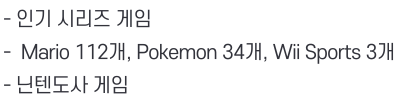 - 인기 시리즈 게임
- Mario 112개, Pokemon 34개, Wii Sports 3개
- 닌텐도사 게임